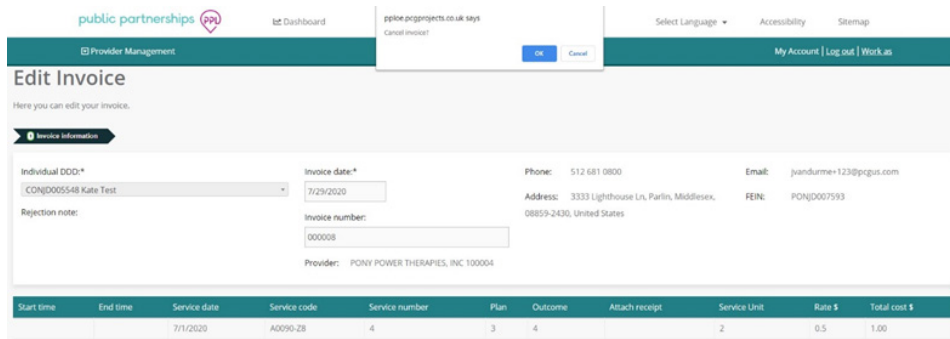 public partnerships ppl
Dashboard
pploe.pcgprojects.co.uk says
Cancel invoice?
OK Cancel
Select Language Accessibility Sitemap
Provider Management
My Account | Log out | Work as
Edit Invoice
Here you can edit your invoice.
Invoice information
Individual DDD:*
CONJD005548 Kate Test
Rejection note:
Invoice date:*
7/29/2020
Invoice number:
000008
Provider: PONY POWER THERAPIES, INC 100004
Phone: 512 681 0800
Address: 3333 Lighthouse Ln, Parlin, Middlesex,
08859-2430, United States
Email: jvandurme+123@pcgus.com
FEIN: PONJD007593
Start time End time Service date Service code Service number Plan Outcome Attach receipt Service Unit Rate $ Total cost $
7/1/2020 A0090-Z8 4 3 4 2 0.5 1.00